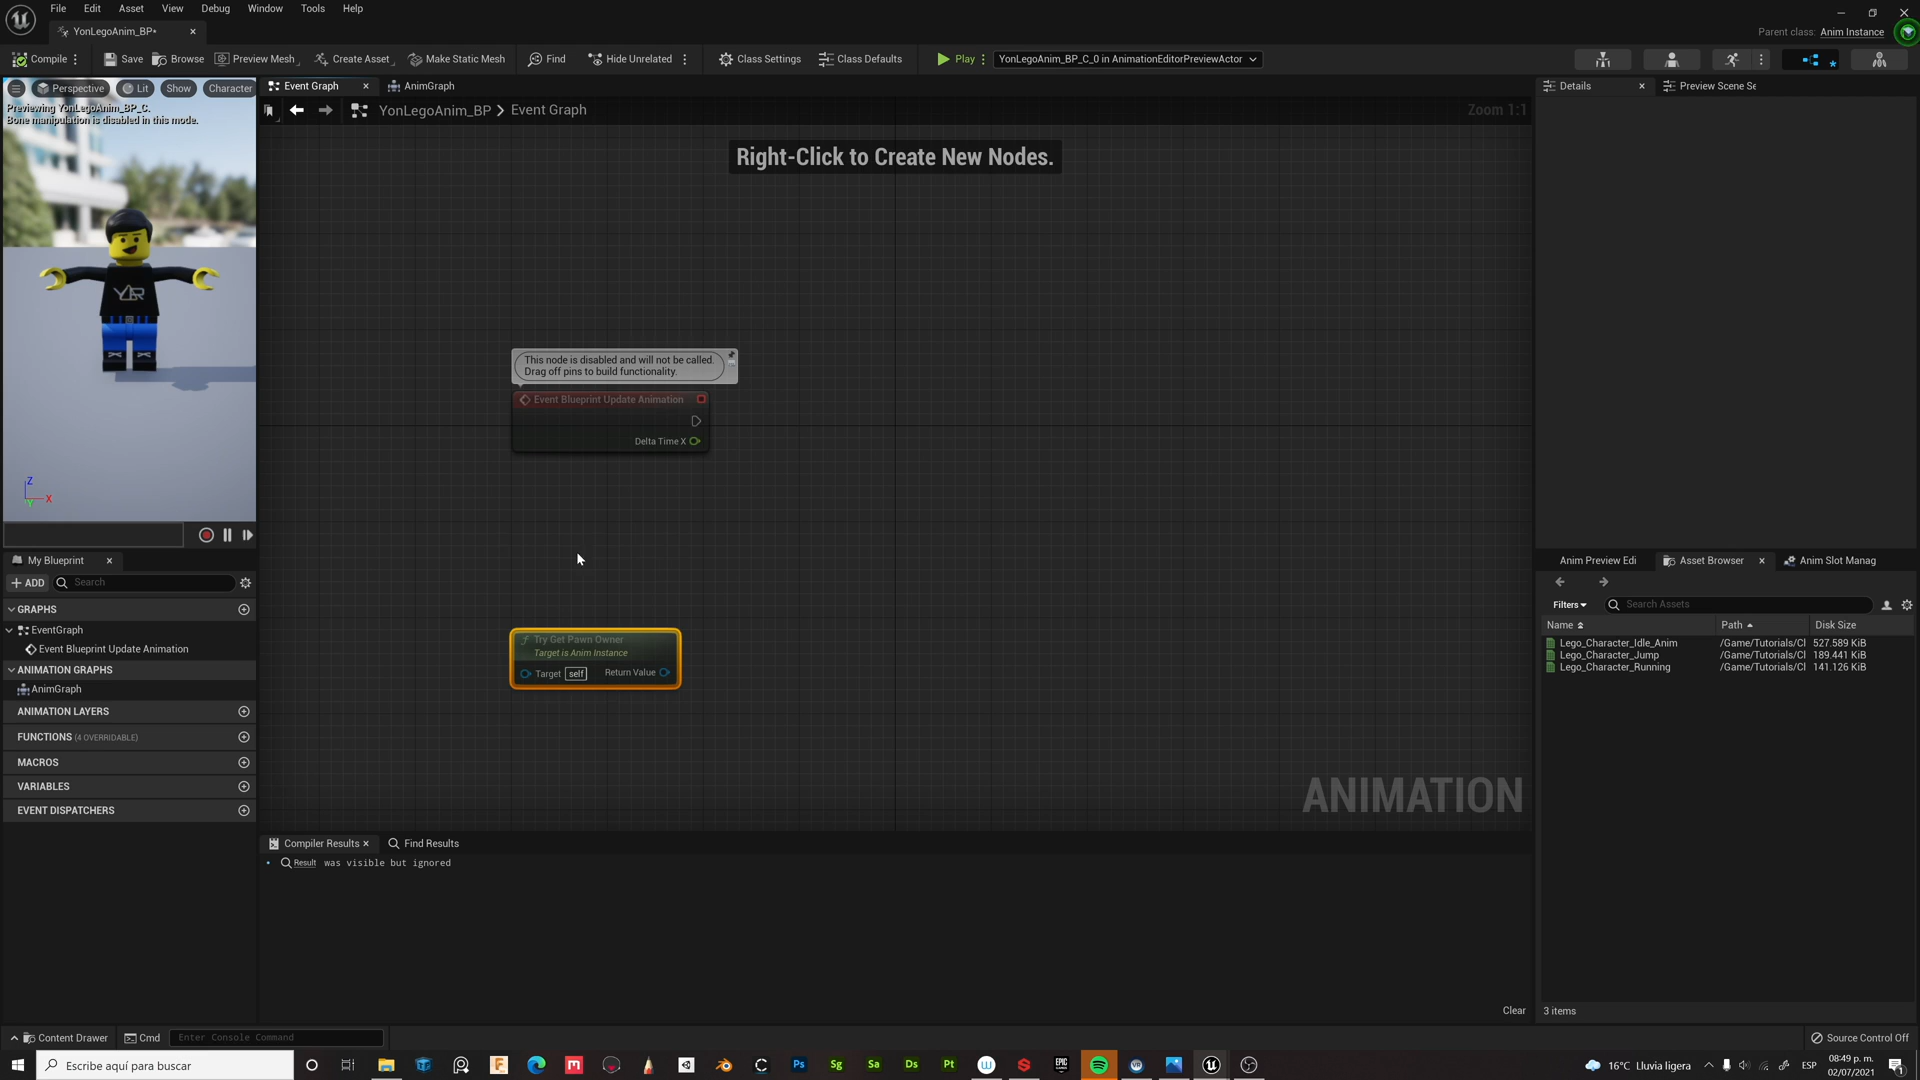 File Edit Asset View Debug Window Tools Help
YonLegoAnim_BP*
Parent class: Anim Instance
Compile Save Browse Preview Mesh Create Asset Make Static Mesh Find Hide Unrelated Class Settings Class Defaults Play YonLegoAnim_BP_C_0 in AnimationEditorPreviewActor
Perspective Lit Show Character
Previewing YonLegoAnim_BP_C.
Bone manipulation is disabled in this mode.
Event Graph AnimGraph
YonLegoAnim_BP > Event Graph
Zoom 1:1
Right-Click to Create New Nodes.
This node is disabled and will not be called.
Drag off pins to build functionality.
Event Blueprint Update Animation
Delta Time X
Try Get Pawn Owner
Target is Anim Instance
Target self Return Value
ANIMATION
YR
Z
X
Y
My Blueprint
+ ADD Search
GRAPHS
EventGraph
Event Blueprint Update Animation
ANIMATION GRAPHS
AnimGraph
ANIMATION LAYERS
FUNCTIONS (4 OVERRIDABLE)
MACROS
VARIABLES
EVENT DISPATCHERS
Compiler Results Find Results
Result was visible but ignored
Clear
Details Preview Scene Se
Anim Preview Edi Asset Browser Anim Slot Manag
Filters Search Assets
Name Path Disk Size
Lego_Character_Idle_Anim /Game/Tutorials/Cl 527.589 KiB
Lego_Character_Jump /Game/Tutorials/Cl 189.441 KiB
Lego_Character_Running /Game/Tutorials/Cl 141.126 KiB
3 items
Content Drawer Cmd Enter Console Command
Source Control Off
Escribe aquí para buscar
Ps Sg Sa Ds Pt
EPIC
16°C Lluvia ligera ESP 08:49 p. m.
02/07/2021